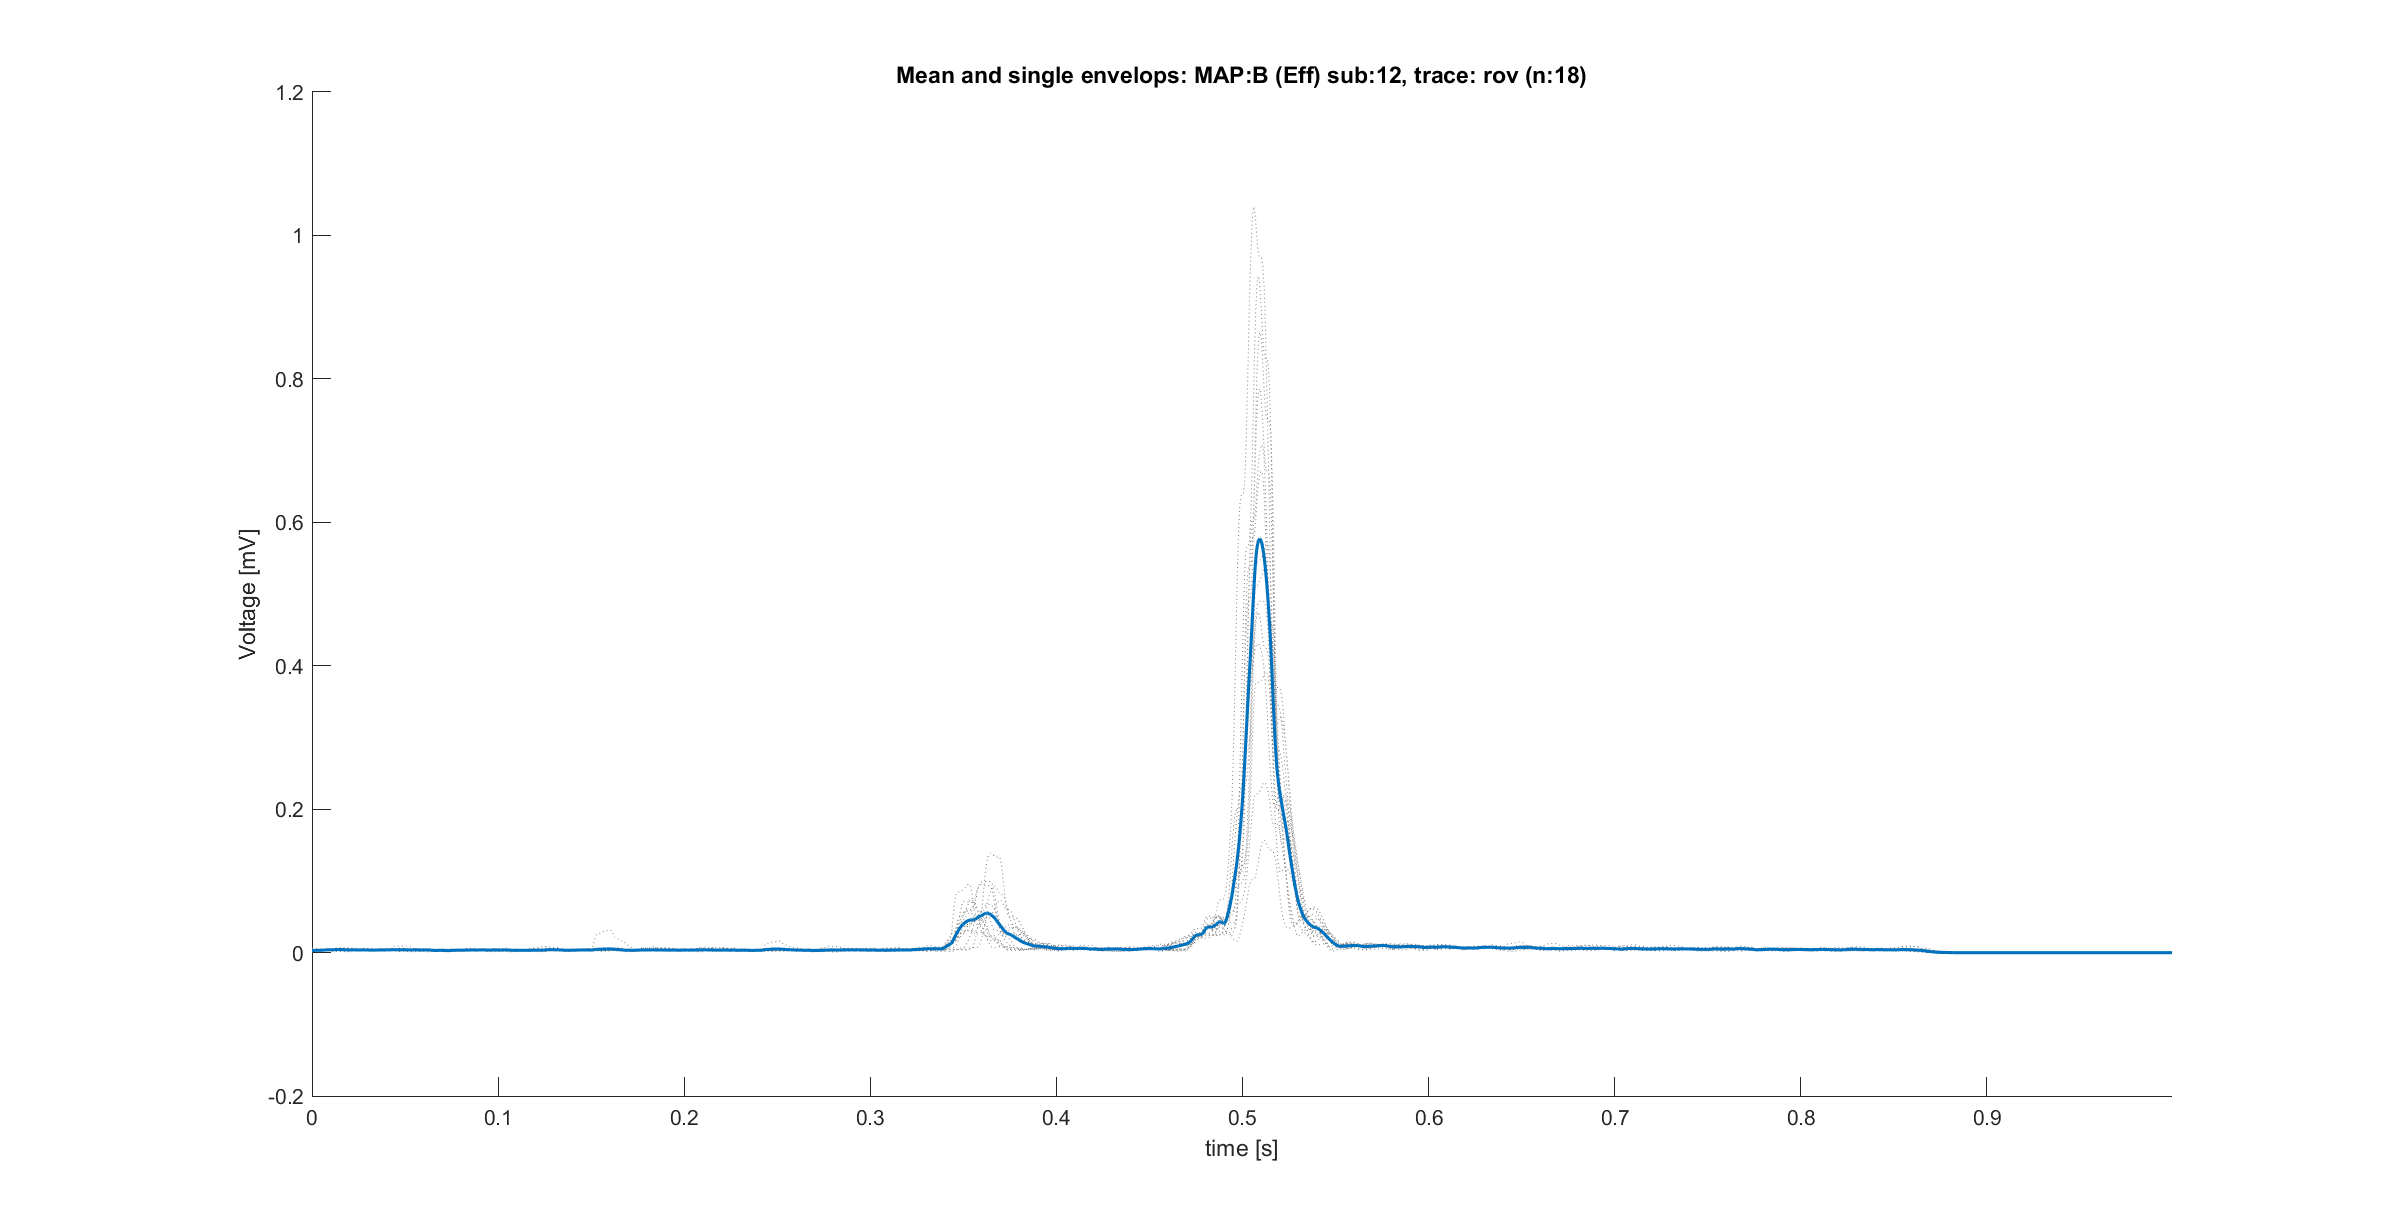 Mean and single envelops: MAP:B (Eff) sub:12, trace: rov (n:18)
1.2
1
0.8
0.6
0.4
0.2
0
-0.2
Voltage [mV]
0 0.1 0.2 0.3 0.4 0.5 0.6 0.7 0.8 0.9
time [s]